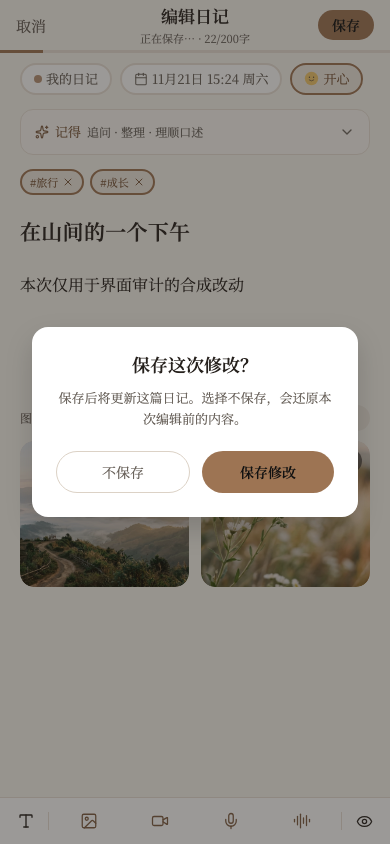 取消
编辑日记
正在保存··· · 22/200字
保存
我的日记
11月21日 15:24 周六
开心
记得 追问 · 整理 · 理顺口述
#旅行
#成长
在山间的一个下午
本次仅用于界面审计的合成改动
保存这次修改?
保存后将更新这篇日记。选择不保存，会还原本
次编辑前的内容。
图
不保存
保存修改